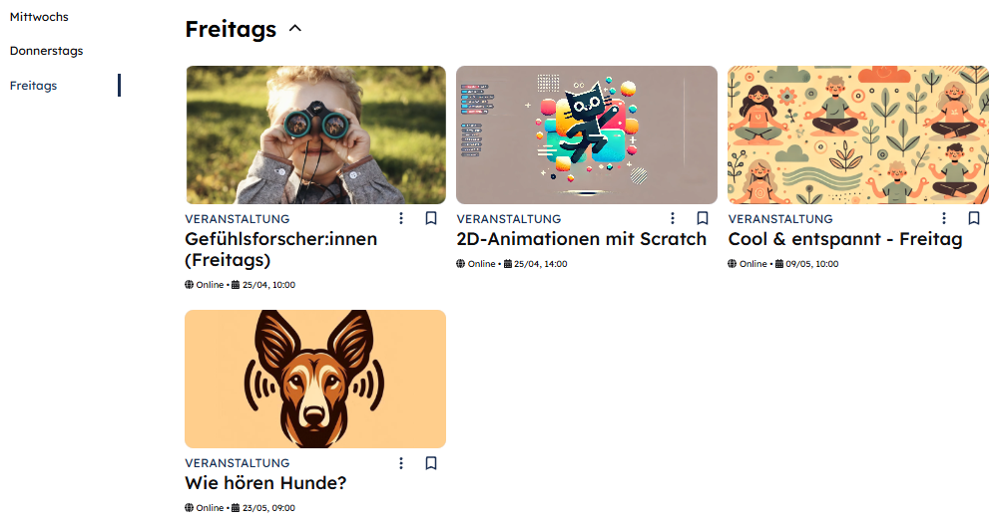 Mittwochs
Donnerstags
Freitags
Freitags
VERANSTALTUNG
Gefühlsforscher:innen
(Freitags)
Online • 25/04, 10:00
VERANSTALTUNG
2D-Animationen mit Scratch
Online • 25/04, 14:00
VERANSTALTUNG
Cool & entspannt - Freitag
Online • 09/05, 10:00
VERANSTALTUNG
Wie hören Hunde?
Online • 23/05, 09:00